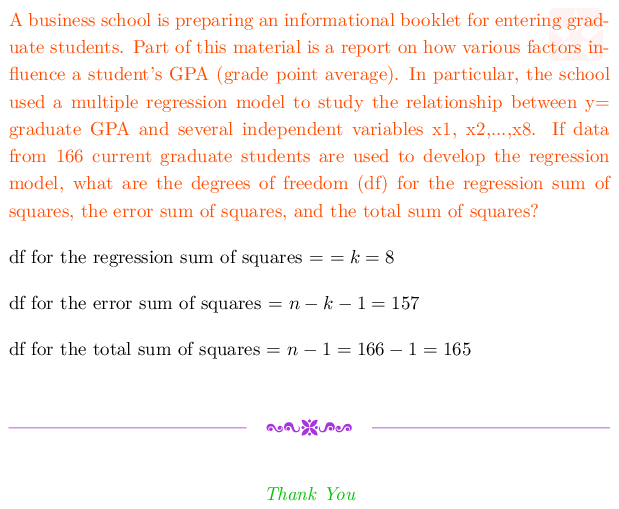 A business school is preparing an informational booklet for entering grad-
uate students. Part of this material is a report on how various factors in-
fluence a student's GPA (grade point average). In particular, the school
used a multiple regression model to study the relationship between y=
graduate GPA and several independent variables x1, x2,...,x8. If data
from 166 current graduate students are used to develop the regression
model, what are the degrees of freedom (df) for the regression sum of
squares, the error sum of squares, and the total sum of squares?
df for the regression sum of squares = = k = 8
df for the error sum of squares = n − k − 1 = 157
df for the total sum of squares = n − 1 = 166 − 1 = 165
Thank You